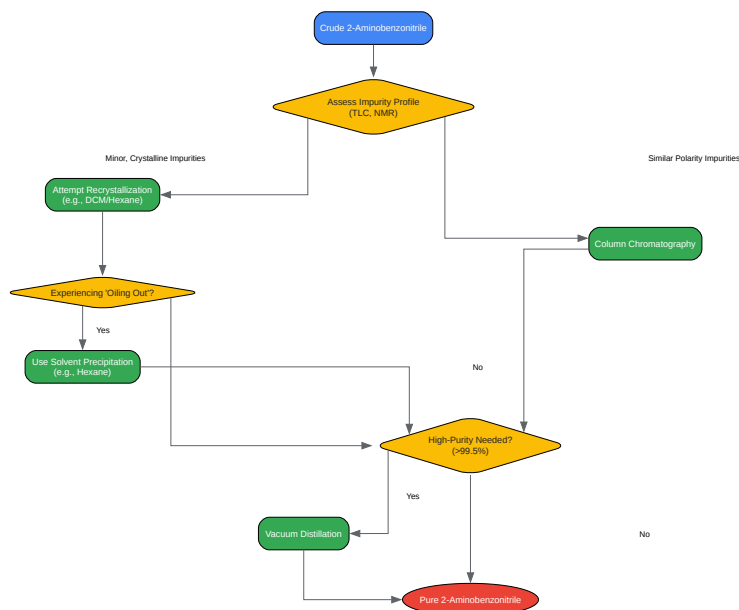 Crude 2-Aminobenzonitrile
Assess Impurity Profile
(TLC, NMR)
Minor, Crystalline Impurities
Similar Polarity Impurities
Attempt Recrystallization
(e.g., DCM/Hexane)
Column Chromatography
Experiencing 'Oiling Out'?
Yes
Use Solvent Precipitation
(e.g., Hexane)
No
High-Purity Needed?
(>99.5%)
Yes
Vacuum Distillation
No
Pure 2-Aminobenzonitrile